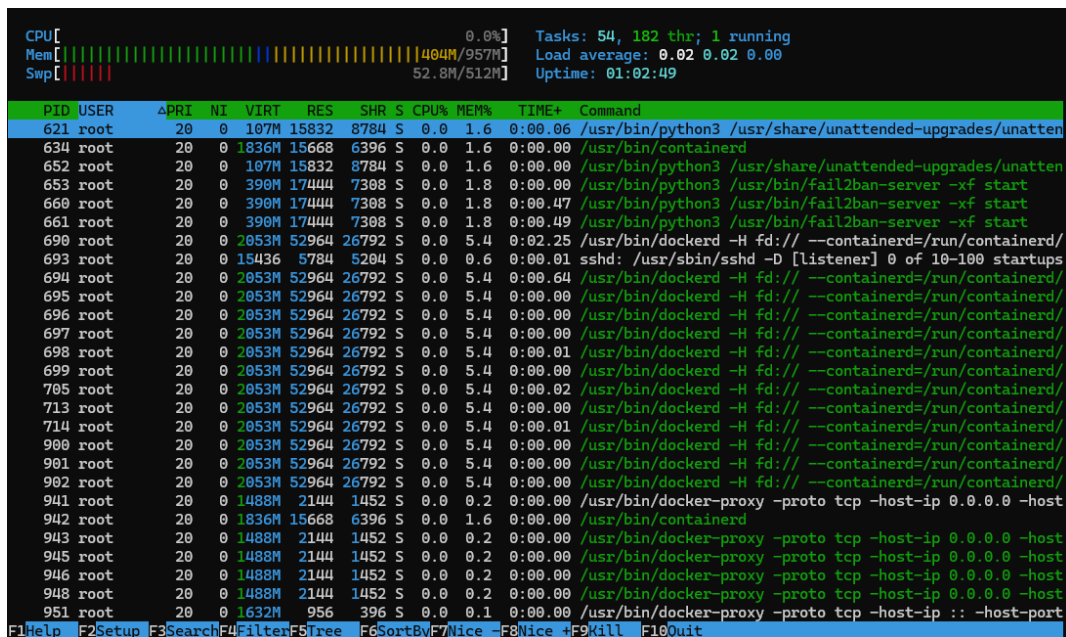 CPU[ 0.0%] Tasks: 54, 182 thr; 1 running
Mem[|||||||||||||||||||||||||||||||||||||||||404M/957M] Load average: 0.02 0.02 0.00
Swp[|||||| 52.8M/512M] Uptime: 01:02:49
PID USER △PRI NI VIRT RES SHR S CPU% MEM% TIME+ Command
621 root 20 0 107M 15832 8784 S 0.0 1.6 0:00.06 /usr/bin/python3 /usr/share/unattended-upgrades/unatten
634 root 20 0 1836M 15668 6396 S 0.0 1.6 0:00.00 /usr/bin/containerd
652 root 20 0 107M 15832 8784 S 0.0 1.6 0:00.00 /usr/bin/python3 /usr/share/unattended-upgrades/unatten
653 root 20 0 390M 17444 7308 S 0.0 1.8 0:00.00 /usr/bin/python3 /usr/bin/fail2ban-server -xf start
660 root 20 0 390M 17444 7308 S 0.0 1.8 0:00.47 /usr/bin/python3 /usr/bin/fail2ban-server -xf start
661 root 20 0 390M 17444 7308 S 0.0 1.8 0:00.49 /usr/bin/python3 /usr/bin/fail2ban-server -xf start
690 root 20 0 2053M 52964 26792 S 0.0 5.4 0:02.25 /usr/bin/dockerd -H fd:// --containerd=/run/containerd/
693 root 20 0 15436 5784 5204 S 0.0 0.6 0:00.01 sshd: /usr/sbin/sshd -D [listener] 0 of 10-100 startups
694 root 20 0 2053M 52964 26792 S 0.0 5.4 0:00.64 /usr/bin/dockerd -H fd:// --containerd=/run/containerd/
695 root 20 0 2053M 52964 26792 S 0.0 5.4 0:00.00 /usr/bin/dockerd -H fd:// --containerd=/run/containerd/
696 root 20 0 2053M 52964 26792 S 0.0 5.4 0:00.00 /usr/bin/dockerd -H fd:// --containerd=/run/containerd/
697 root 20 0 2053M 52964 26792 S 0.0 5.4 0:00.00 /usr/bin/dockerd -H fd:// --containerd=/run/containerd/
698 root 20 0 2053M 52964 26792 S 0.0 5.4 0:00.01 /usr/bin/dockerd -H fd:// --containerd=/run/containerd/
699 root 20 0 2053M 52964 26792 S 0.0 5.4 0:00.00 /usr/bin/dockerd -H fd:// --containerd=/run/containerd/
705 root 20 0 2053M 52964 26792 S 0.0 5.4 0:00.02 /usr/bin/dockerd -H fd:// --containerd=/run/containerd/
713 root 20 0 2053M 52964 26792 S 0.0 5.4 0:00.00 /usr/bin/dockerd -H fd:// --containerd=/run/containerd/
714 root 20 0 2053M 52964 26792 S 0.0 5.4 0:00.01 /usr/bin/dockerd -H fd:// --containerd=/run/containerd/
900 root 20 0 2053M 52964 26792 S 0.0 5.4 0:00.00 /usr/bin/dockerd -H fd:// --containerd=/run/containerd/
901 root 20 0 2053M 52964 26792 S 0.0 5.4 0:00.00 /usr/bin/dockerd -H fd:// --containerd=/run/containerd/
902 root 20 0 2053M 52964 26792 S 0.0 5.4 0:00.00 /usr/bin/dockerd -H fd:// --containerd=/run/containerd/
941 root 20 0 1488M 2144 1452 S 0.0 0.2 0:00.00 /usr/bin/docker-proxy -proto tcp -host-ip 0.0.0.0 -host
942 root 20 0 1836M 15668 6396 S 0.0 1.6 0:00.00 /usr/bin/containerd
943 root 20 0 1488M 2144 1452 S 0.0 0.2 0:00.00 /usr/bin/docker-proxy -proto tcp -host-ip 0.0.0.0 -host
945 root 20 0 1488M 2144 1452 S 0.0 0.2 0:00.00 /usr/bin/docker-proxy -proto tcp -host-ip 0.0.0.0 -host
946 root 20 0 1488M 2144 1452 S 0.0 0.2 0:00.00 /usr/bin/docker-proxy -proto tcp -host-ip 0.0.0.0 -host
948 root 20 0 1488M 2144 1452 S 0.0 0.2 0:00.00 /usr/bin/docker-proxy -proto tcp -host-ip 0.0.0.0 -host
951 root 20 0 1632M 956 396 S 0.0 0.1 0:00.00 /usr/bin/docker-proxy -proto tcp -host-ip :: -host-port
F1Help F2Setup F3SearchF4FilterF5Tree F6SortByF7Nice -F8Nice +F9Kill F10Quit